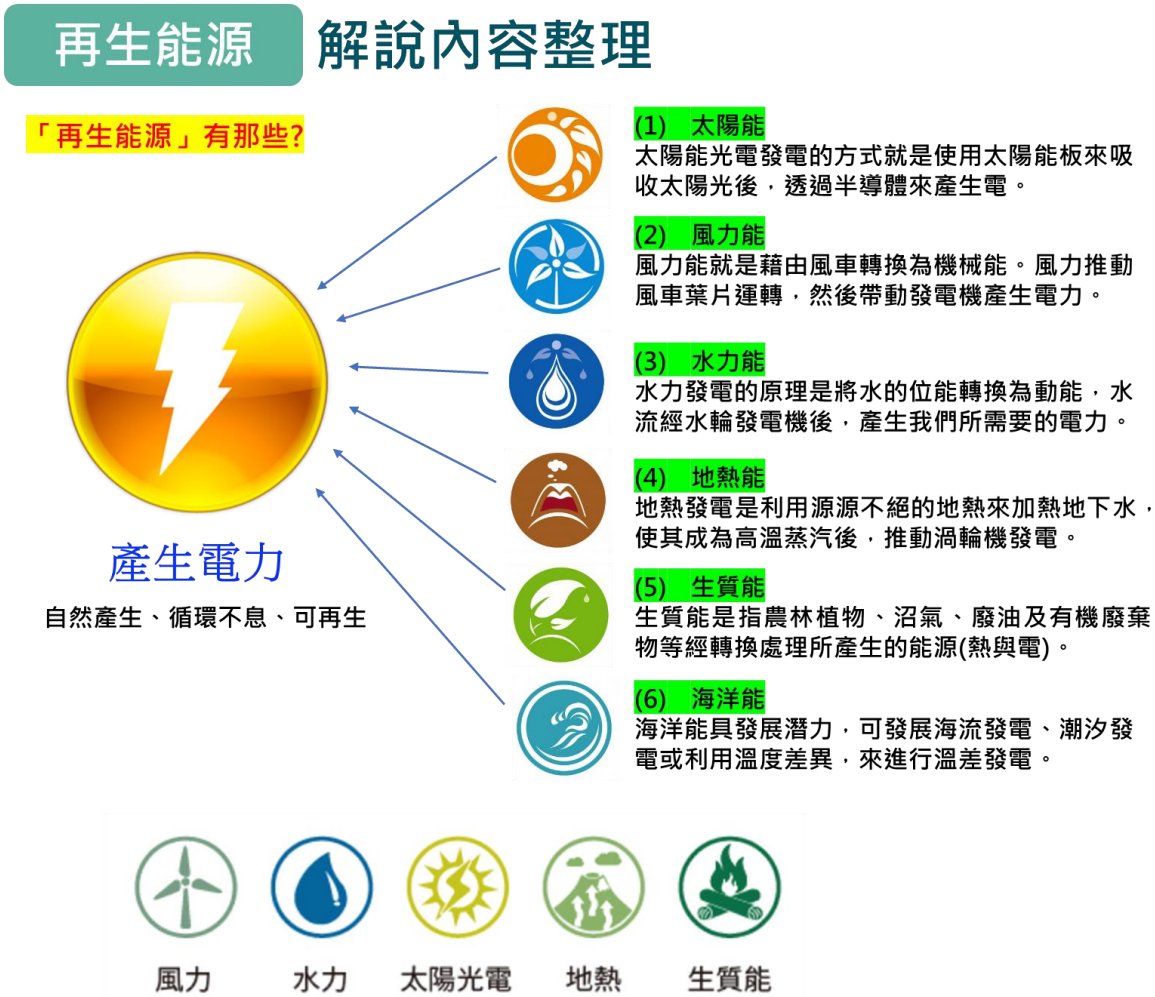 再生能源 解說內容整理
「再生能源」有那些?
(1) 太陽能
太陽能光電發電的方式就是使用太陽能板來吸
收太陽光後，透過半導體來產生電。
(2) 風力能
風力能就是藉由風車轉換為機械能。風力推動
風車葉片運轉，然後帶動發電機產生電力。
(3) 水力能
水力發電的原理是將水的位能轉換為動能，水
流經水輪發電機後，產生我們所需要的電力。
(4) 地熱能
地熱發電是利用源源不絕的地熱來加熱地下水，
使其成為高溫蒸汽後，推動渦輪機發電。
(5) 生質能
生質能是指農林植物、沼氣、廢油及有機廢棄
物等經轉換處理所產生的能源(熱與電)。
(6) 海洋能
海洋能具發展潛力，可發展海流發電、潮汐發
電或利用溫度差異，來進行溫差發電。
產生電力
自然產生、循環不息、可再生
風力 水力 太陽光電 地熱 生質能